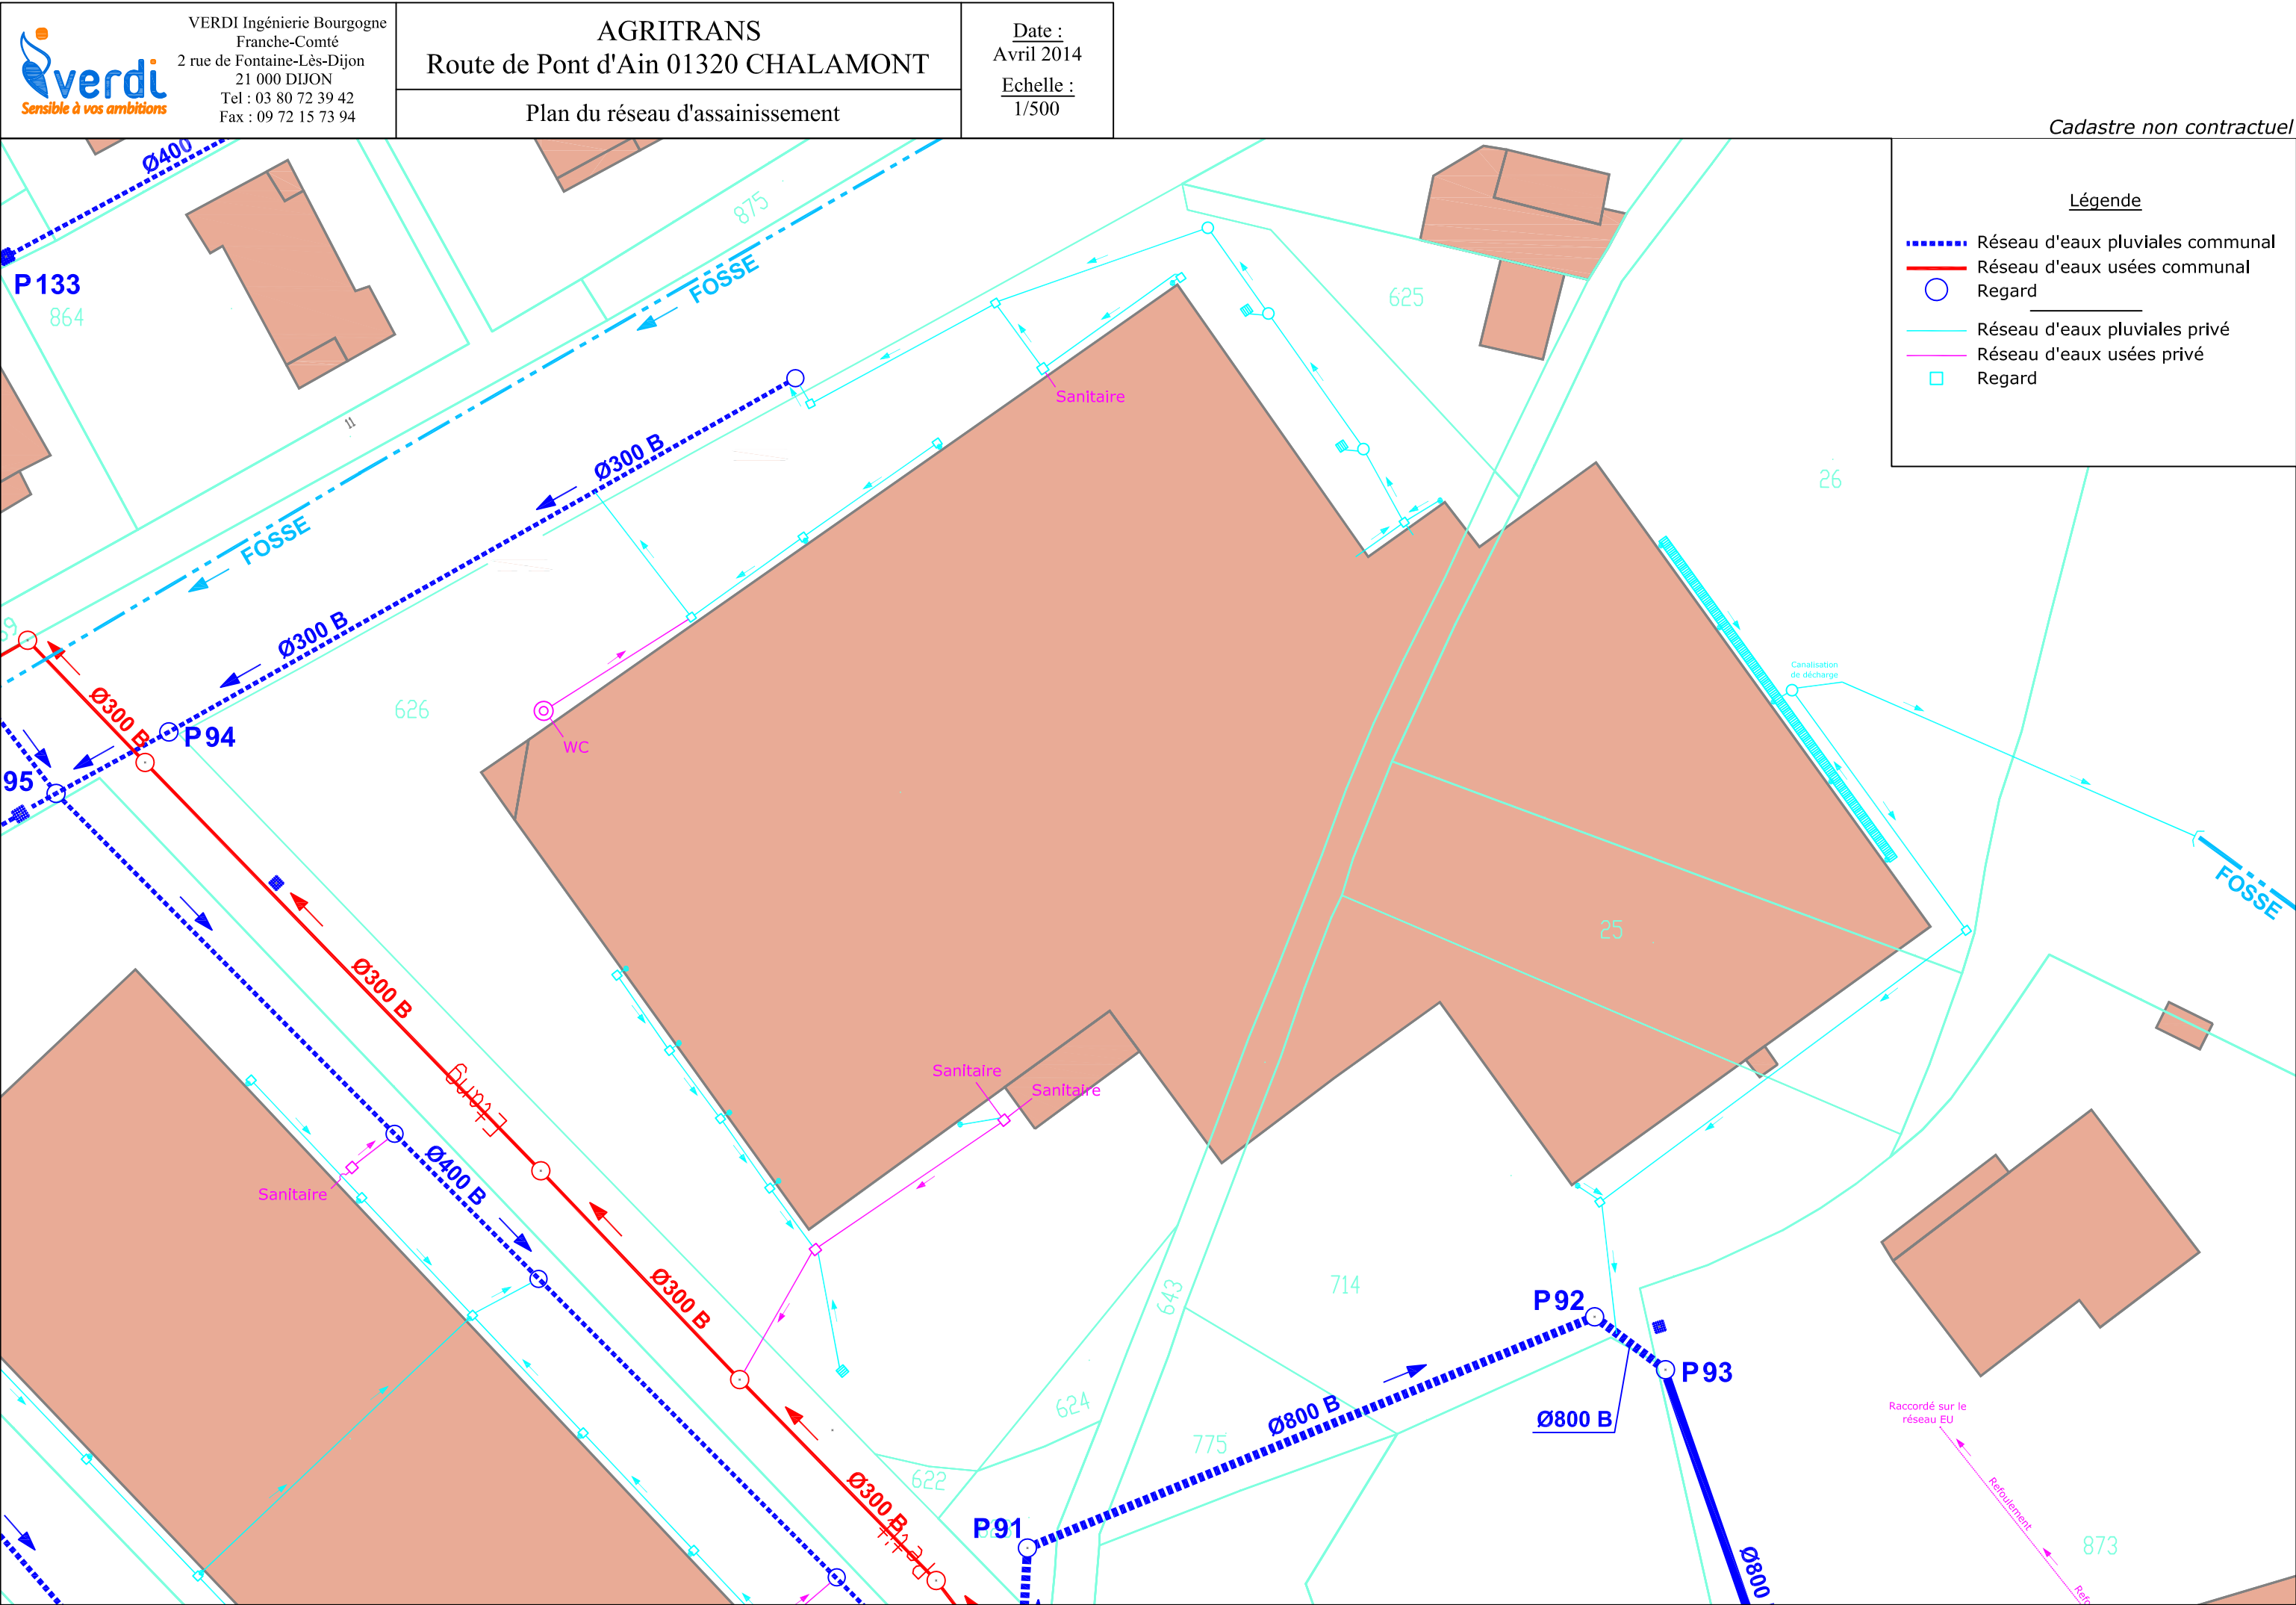 verdi
Sensible à vos ambitions
VERDI Ingénierie Bourgogne
Franche-Comté
2 rue de Fontaine-Lès-Dijon
21 000 DIJON
Tel : 03 80 72 39 42
Fax : 09 72 15 73 94
AGRITRANS
Route de Pont d'Ain 01320 CHALAMONT
Plan du réseau d'assainissement
Date :
Avril 2014
Echelle :
1/500
Cadastre non contractuel
Légende
Réseau d'eaux pluviales communal
Réseau d'eaux usées communal
Regard
Réseau d'eaux pluviales privé
Réseau d'eaux usées privé
Regard
Ø400
P133
864
875
FOSSE
625
Sanitaire
11
Ø300 B
26
FOSSE
Ø300 B
Canalisation
de décharge
Ø300 B
626
P94
WC
95
FOSSE
25
Ø300 B
Etang
Sanitaire
Sanitaire
Ø400 B
Sanitaire
Ø300 B
643
714
P92
P93
624
Ø800 B
Ø800 B
775
622
Raccordé sur le
réseau EU
Refoulement
Ø300 B
Petit
P91
873
Ø800